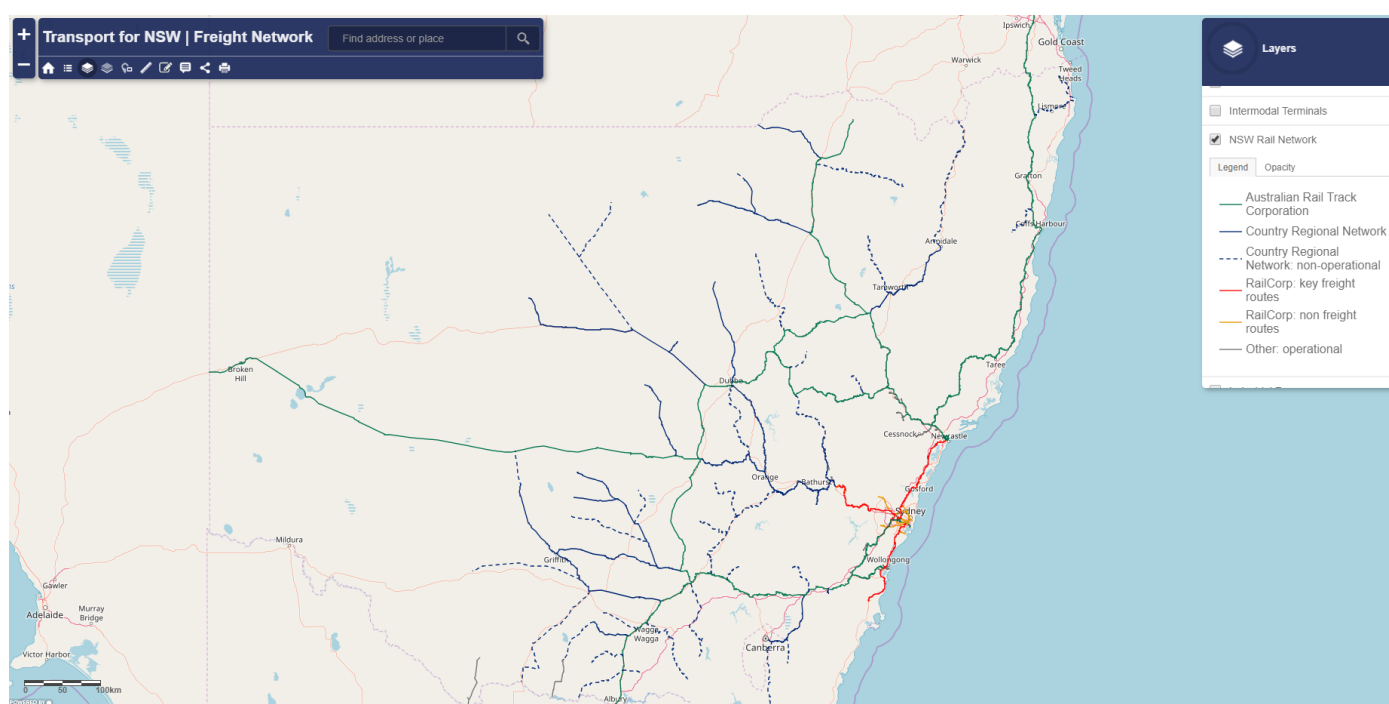 +
Transport for NSW | Freight Network
Find address or place
−
Layers
Intermodal Terminals
NSW Rail Network
Legend
Opacity
Australian Rail Track
Corporation
Country Regional Network
Country Regional
Network: non-operational
RailCorp: key freight
routes
RailCorp: non freight
routes
Other: operational
Ipswich
Gold Coast
Warwick
Tweed
Heads
Lismore
Grafton
Coffs Harbour
Armidale
Tamworth
Taree
Broken
Hill
Dubbo
Cessnock
Newcastle
Orange
Bathurst
Gosford
Sydney
Mildura
Griffith
Wollongong
Gawler
Adelaide
Murray
Bridge
Wagga
Wagga
Canberra
Victor Harbor
Albury
50
100km